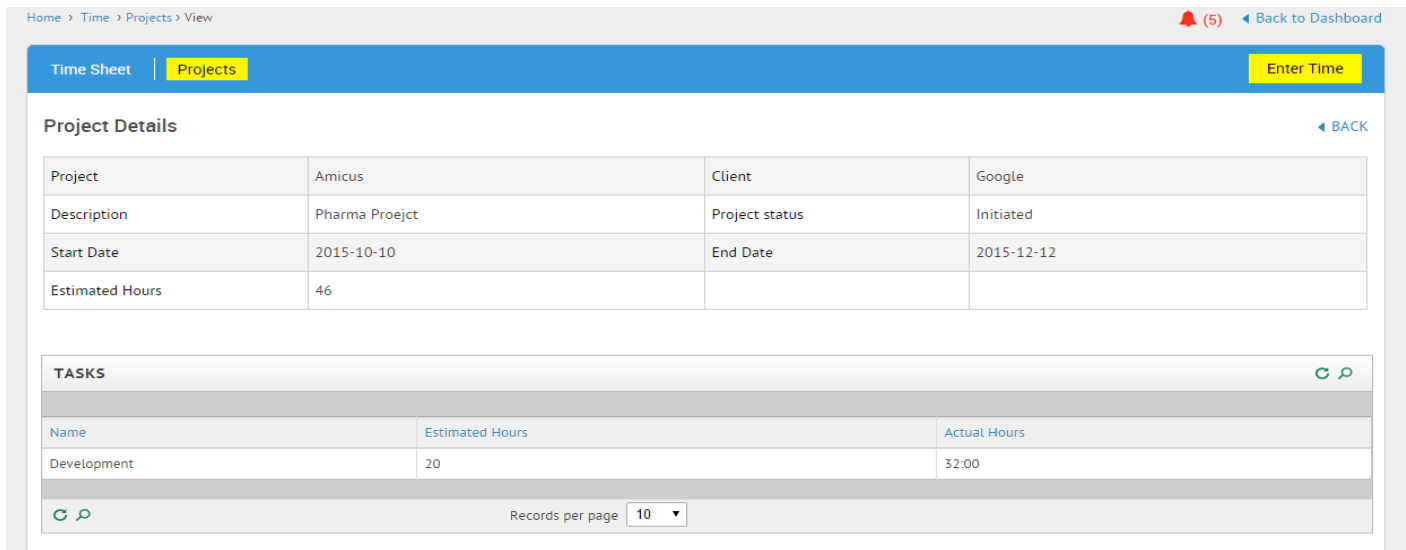 Home › Time › Projects › View (5) Back to Dashboard
Time Sheet Projects Enter Time
Project Details BACK
Project Amicus Client Google
Description Pharma Proejct Project status Initiated
Start Date 2015-10-10 End Date 2015-12-12
Estimated Hours 46
TASKS
Name Estimated Hours Actual Hours
Development 20 32:00
Records per page 10